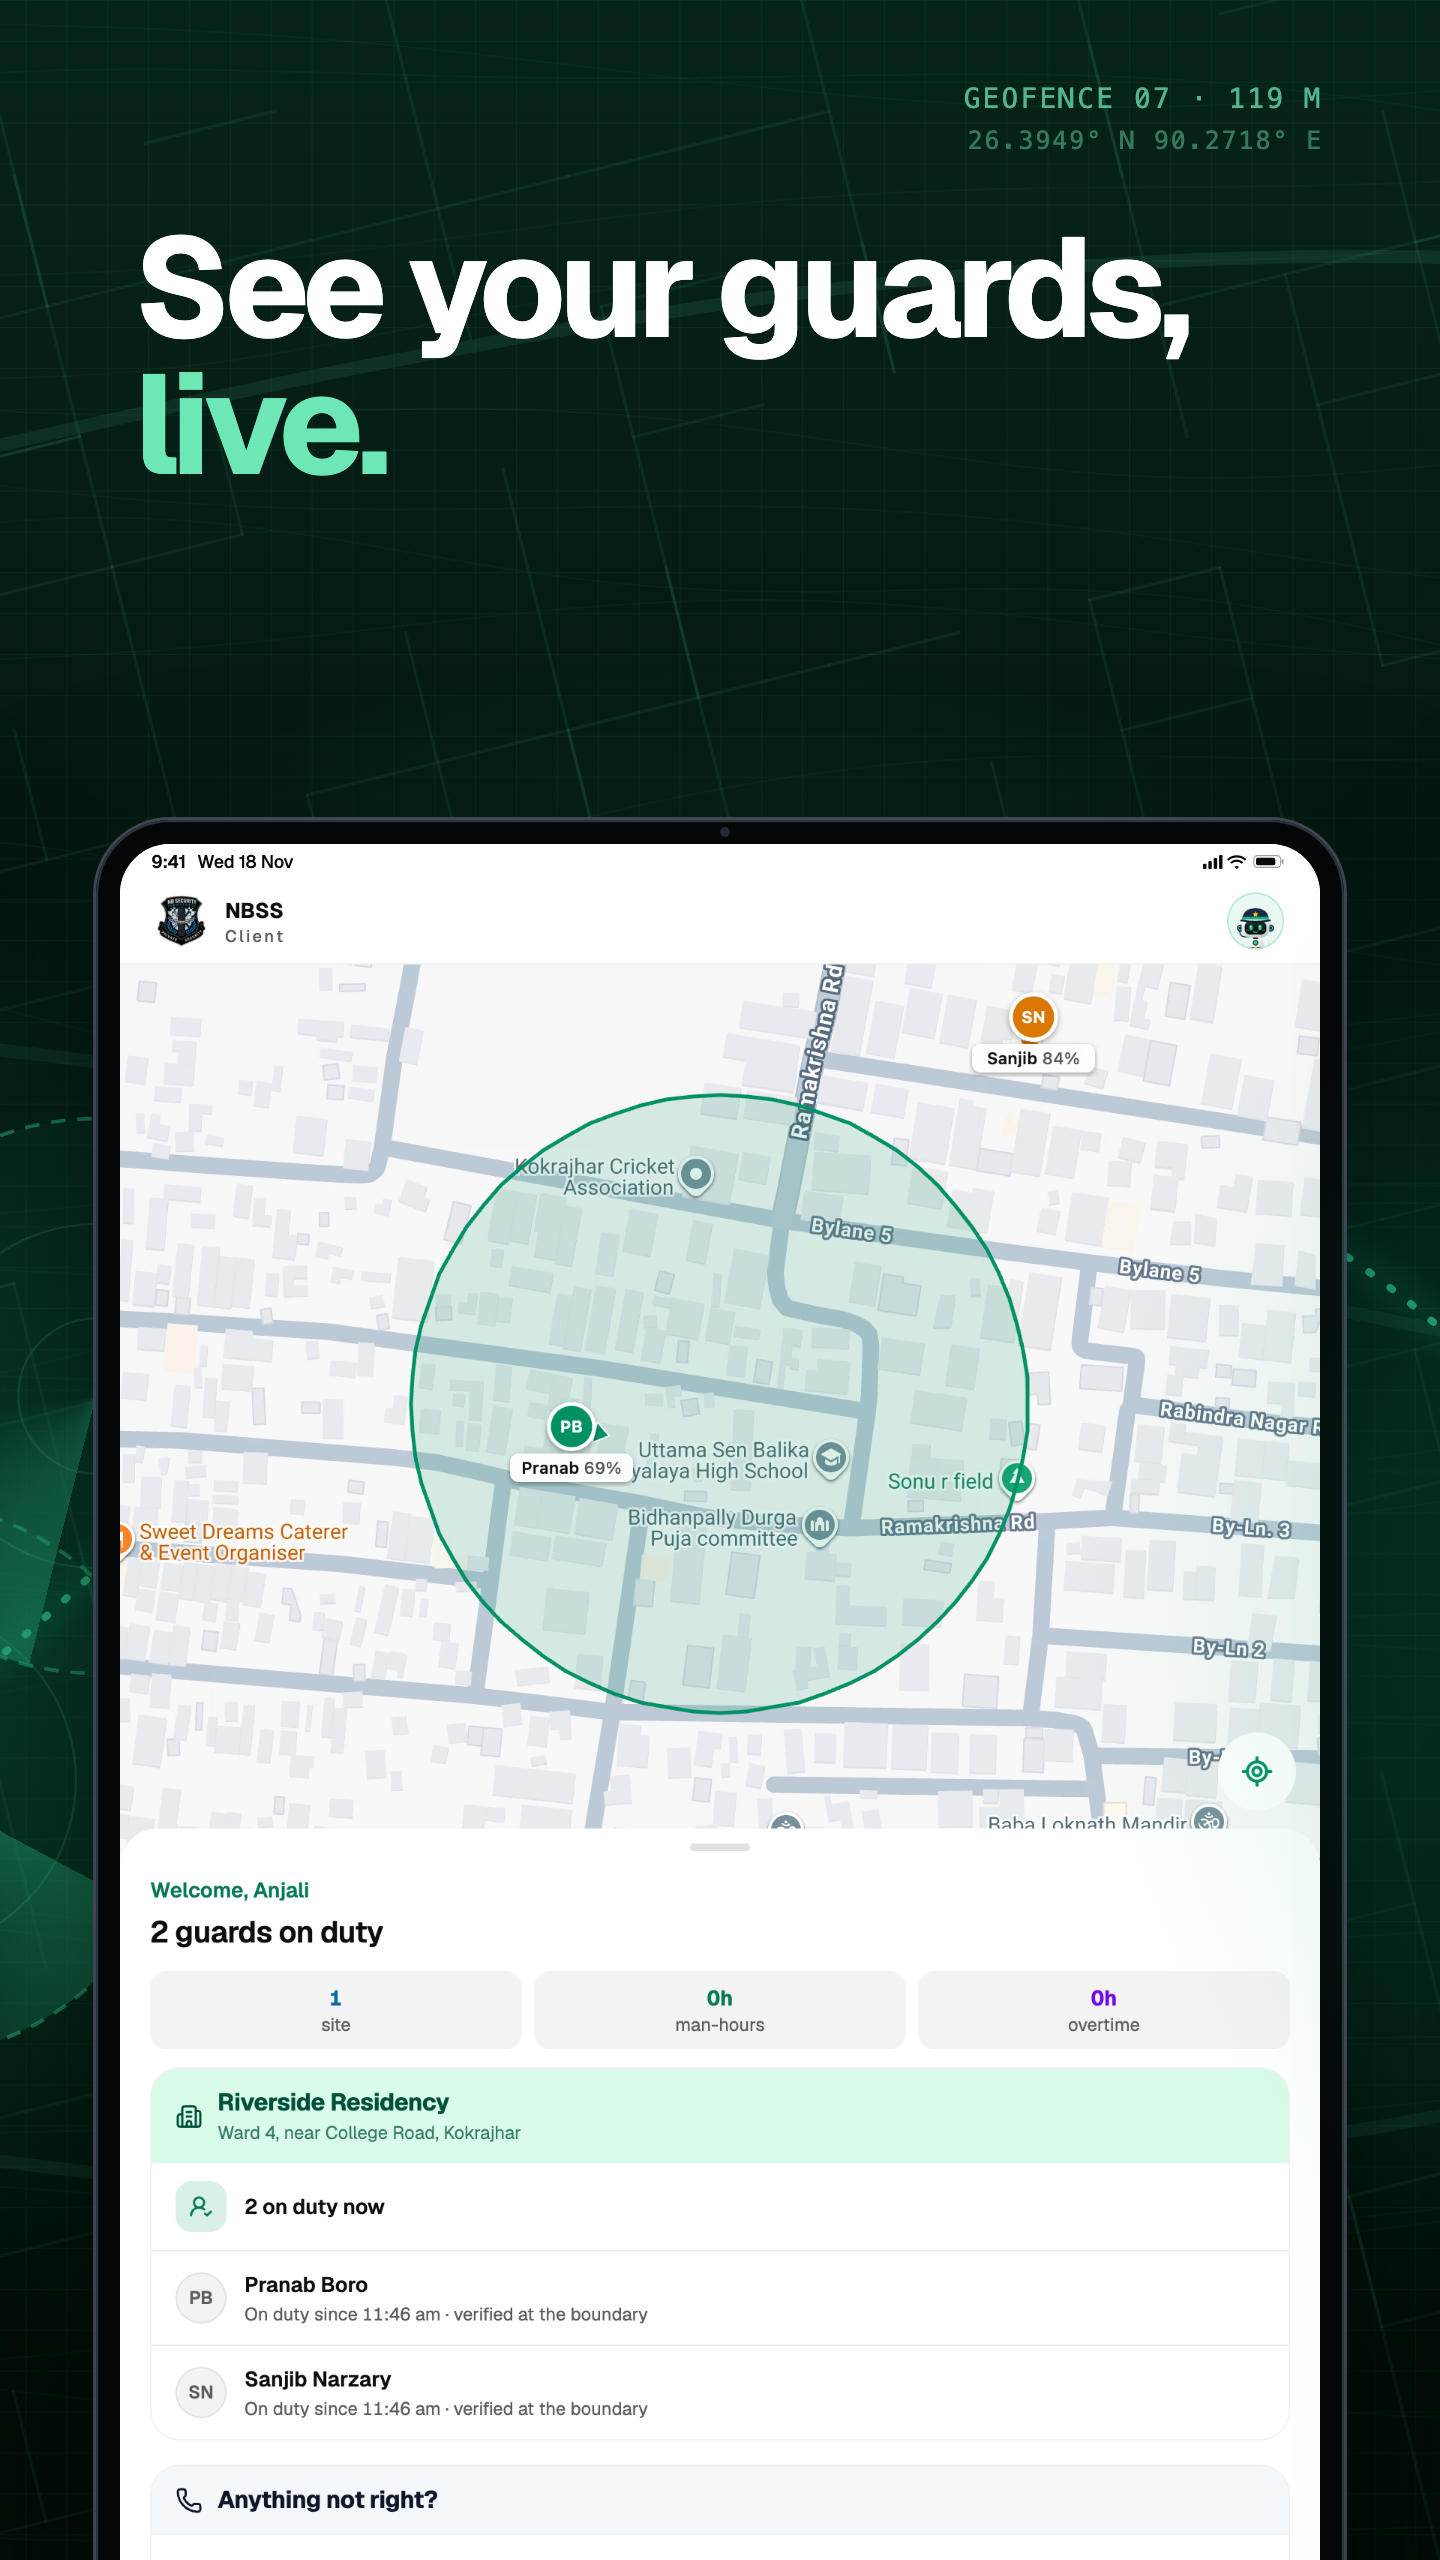 GEOFENCE 07 · 119 M
26.3949° N 90.2718° E
See your guards,
live.
9:41 Wed 18 Nov
NBSS
Client
Ramakrishna Rd
SN
Sanjib 84%
Kokrajhar Cricket
Association
Bylane 5
Bylane 5
Rabindra Nagar R
PB
Pranab 69%
Uttama Sen Balika
yalaya High School
Sonu r field
Bidhanpally Durga
Puja committee
Ramakrishna Rd
By-Ln. 3
Sweet Dreams Caterer
& Event Organiser
By-Ln 2
By-
Baba Loknath Mandir
Welcome, Anjali
2 guards on duty
1
site
0h
man-hours
0h
overtime
Riverside Residency
Ward 4, near College Road, Kokrajhar
2 on duty now
PB
Pranab Boro
On duty since 11:46 am · verified at the boundary
SN
Sanjib Narzary
On duty since 11:46 am · verified at the boundary
Anything not right?